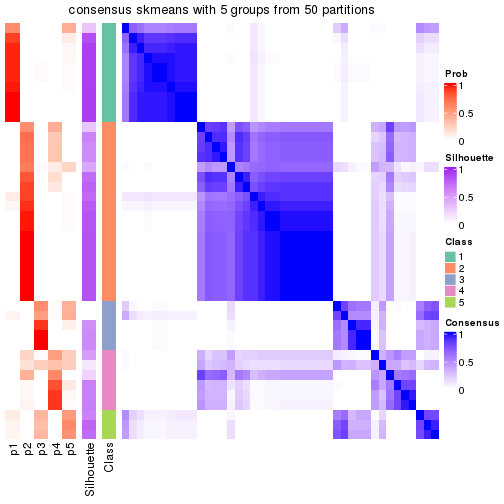 consensus skmeans with 5 groups from 50 partitions
Prob
1
0.5
0
Silhouette
1
0.5
0
Class
1
2
3
4
5
Consensus
1
0.5
0
p1
p2
p3
p4
p5
Silhouette
Class